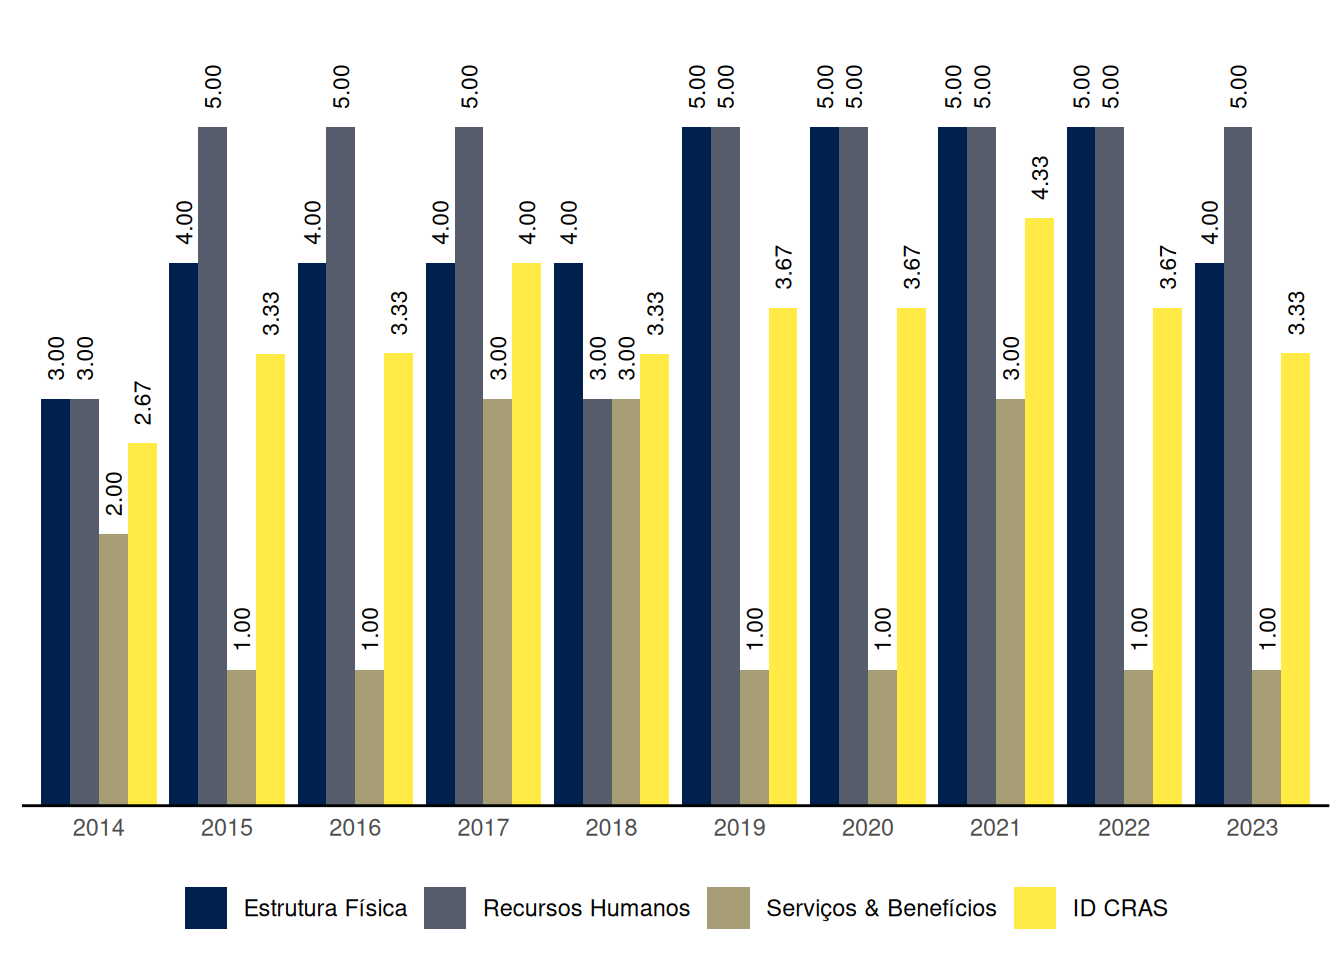 5.00 5.00 5.00 5.00 5.00 5.00 5.00 5.00 5.00 5.00 5.00 5.00
4.33
4.00 4.00 4.00 4.00 4.00 4.00
3.67 3.67 3.67
3.33 3.33 3.33 3.33
3.00 3.00 3.00 3.00 3.00 3.00
2.67
2.00
1.00 1.00 1.00 1.00 1.00 1.00
2014 2015 2016 2017 2018 2019 2020 2021 2022 2023
Estrutura Física Recursos Humanos Serviços & Benefícios ID CRAS